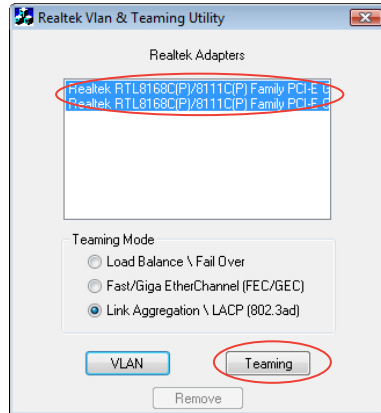 Realtek Vlan & Teaming Utility
Realtek Adapters
Realtek RTL8168C(P)/8111C(P) Family PCI-E
Realtek RTL8168C(P)/8111C(P) Family PCI-E
Teaming Mode
Load Balance \ Fail Over
Fast/Giga EtherChannel (FEC/GEC)
Link Aggregation \ LACP (802.3ad)
VLAN Teaming
Remove